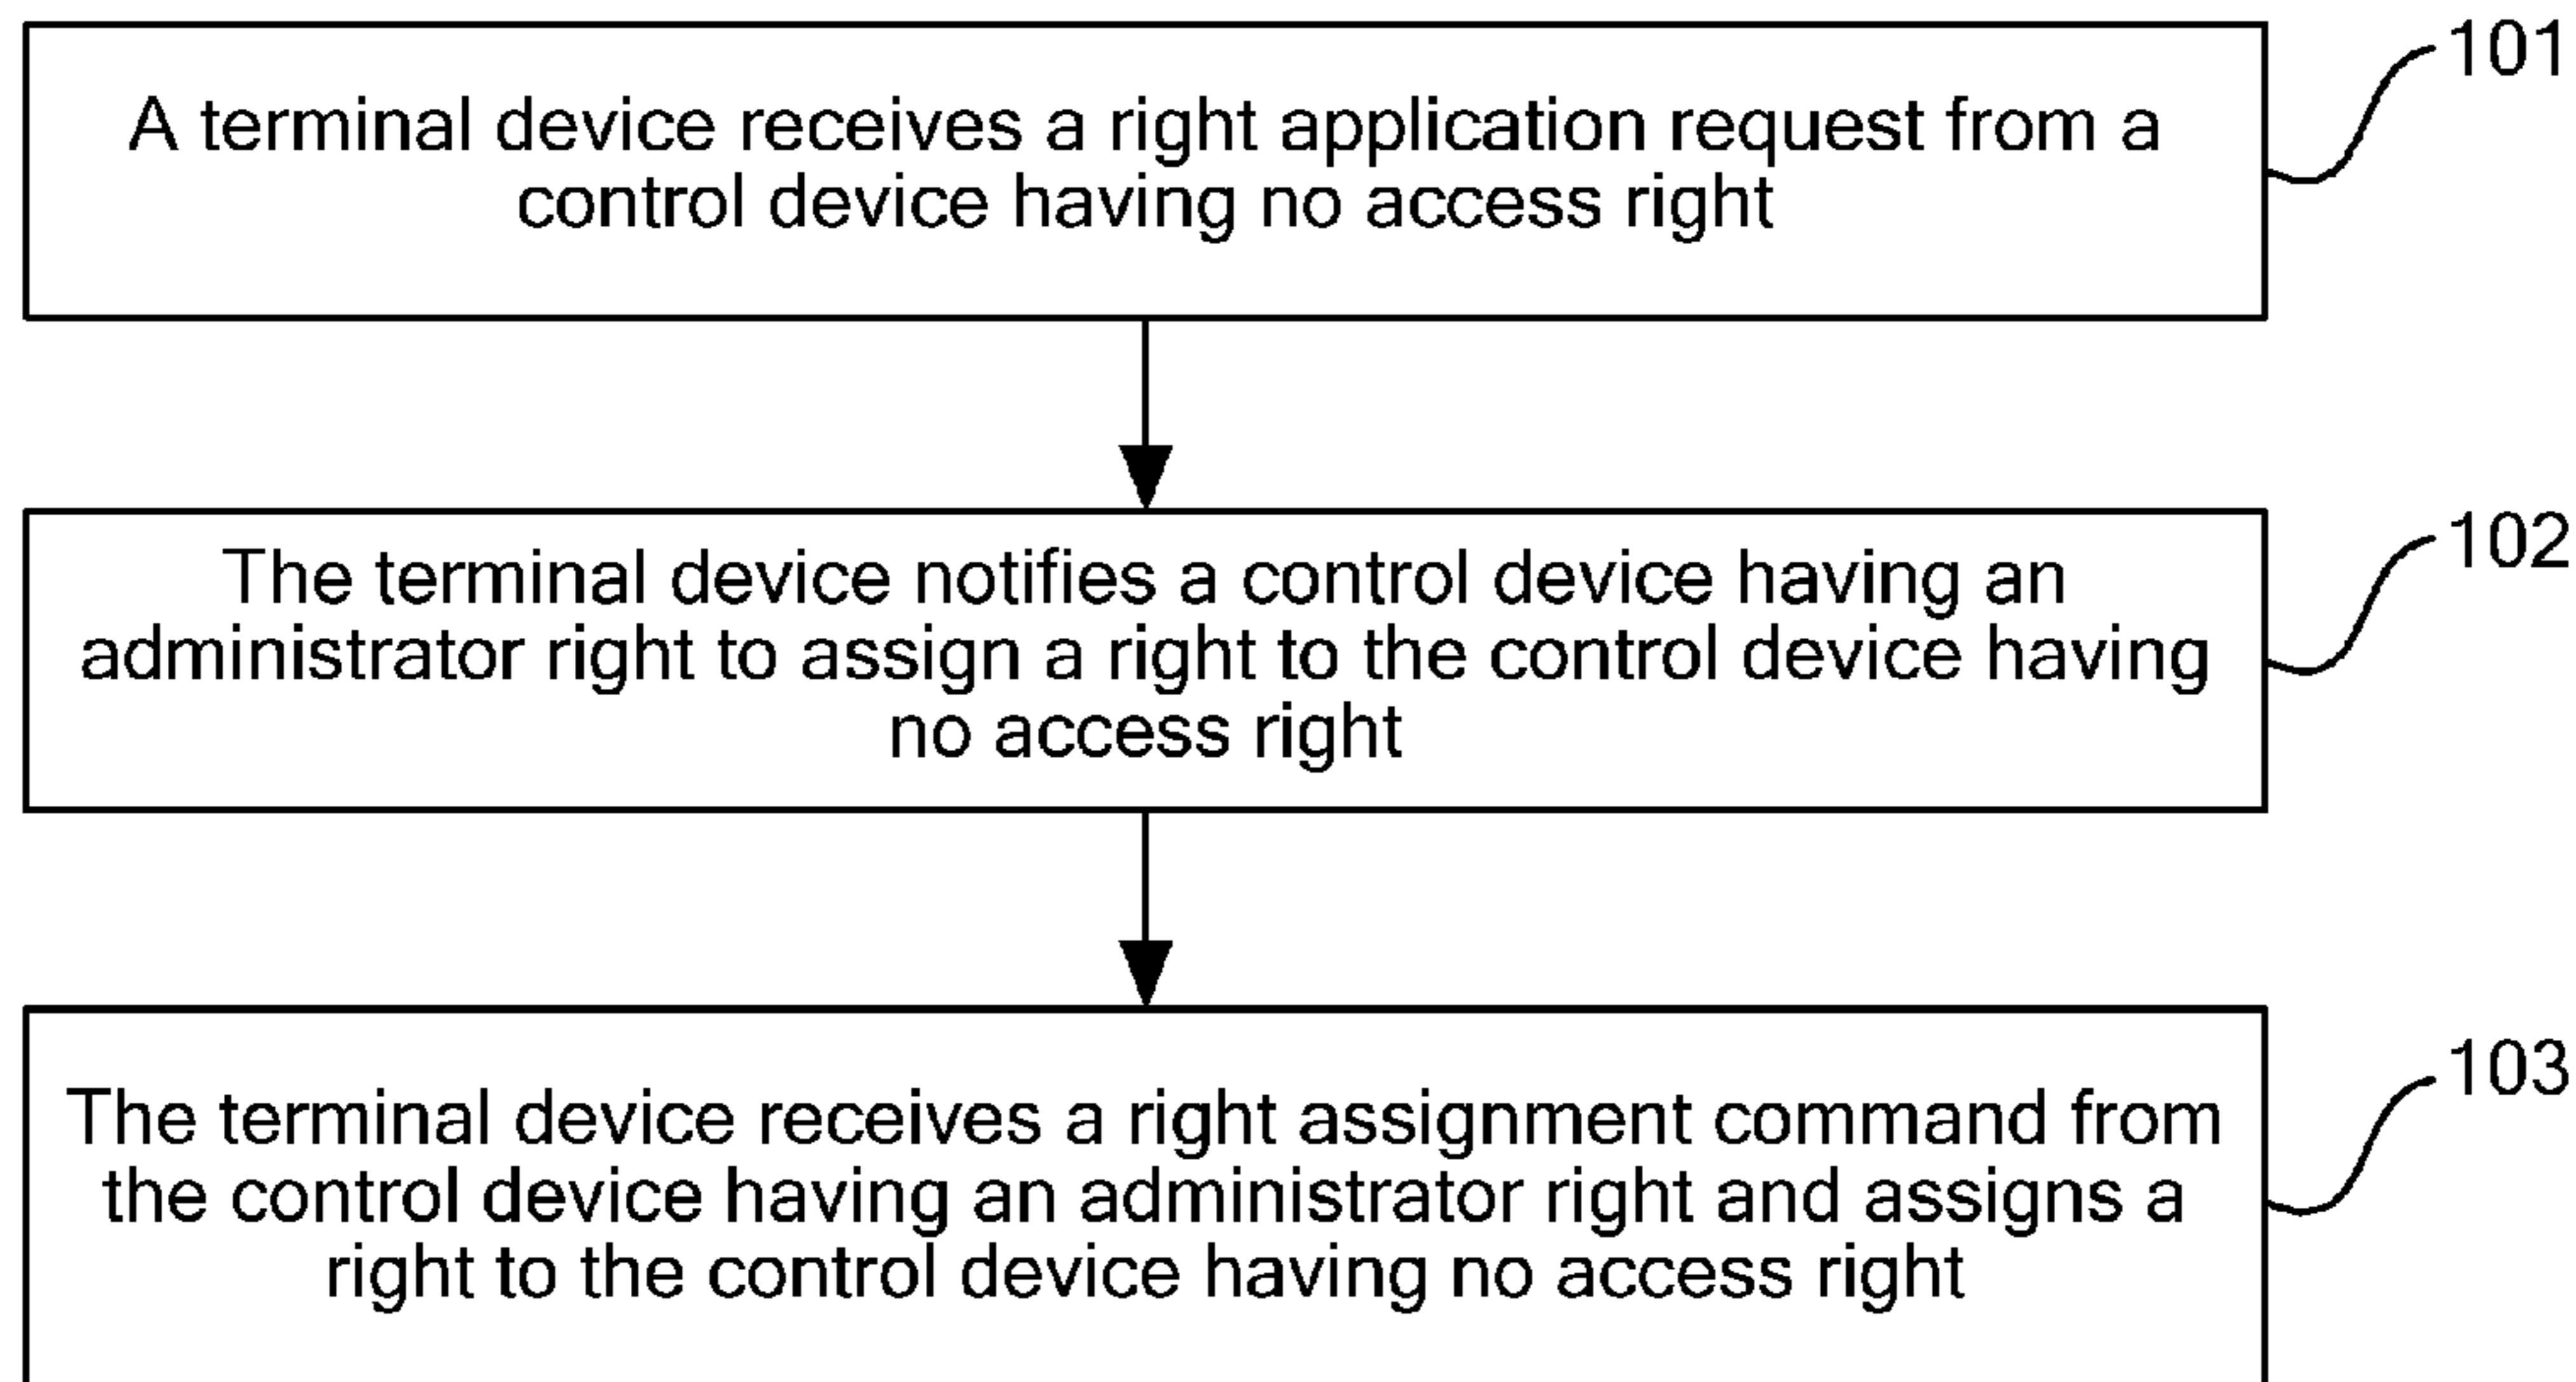 A terminal device receives a right application request from a
control device having no access right
101
The terminal device notifies a control device having an
administrator right to assign a right to the control device having
no access right
102
The terminal device receives a right assignment command from
the control device having an administrator right and assigns a
right to the control device having no access right
103